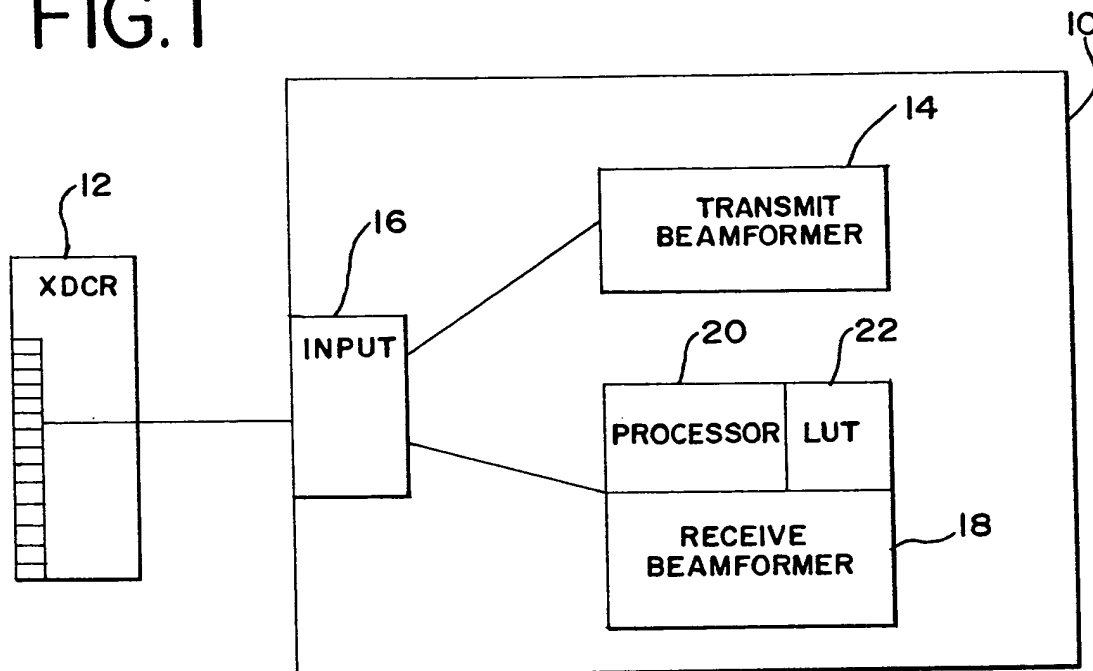 FIG. 1
10
14
TRANSMIT
BEAMFORMER
12
XDCR
16
INPUT
20
22
PROCESSOR
LUT
RECEIVE
BEAMFORMER
18